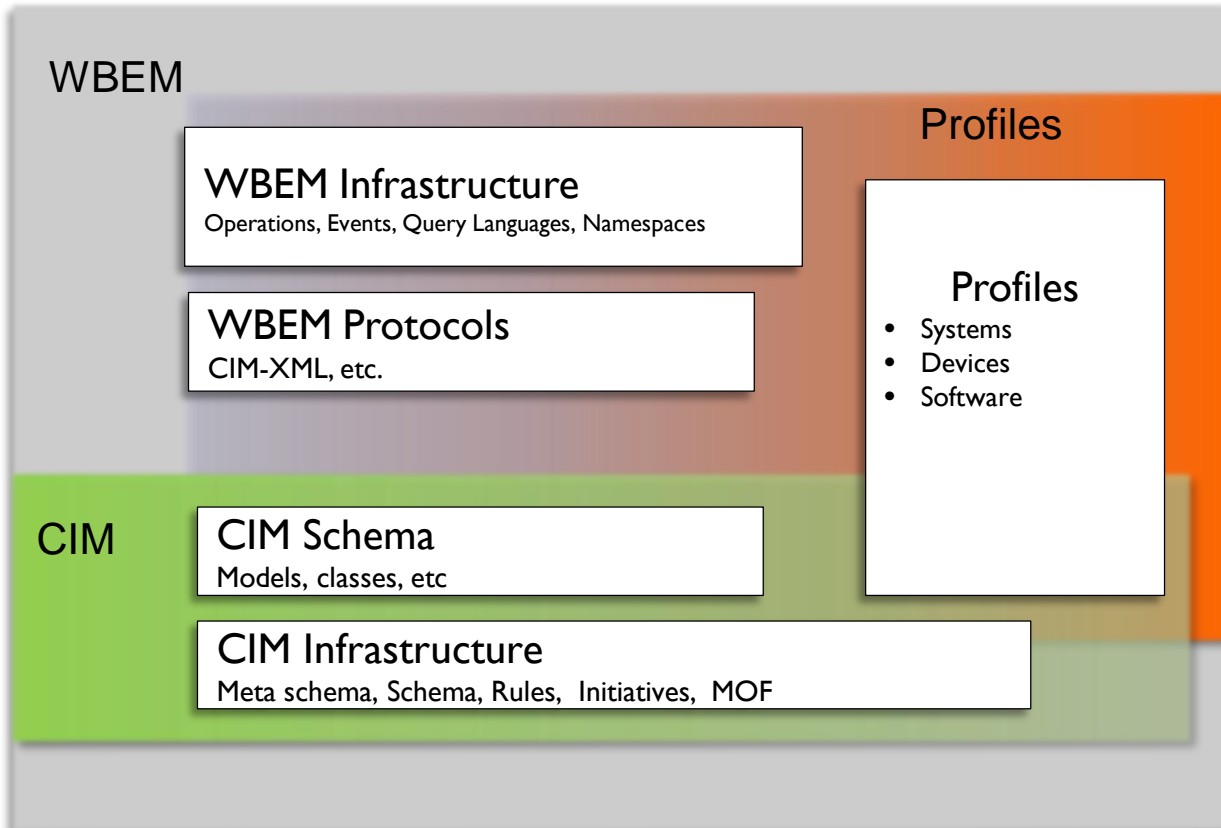 WBEM
Profiles
WBEM Infrastructure
Operations, Events, Query Languages, Namespaces
WBEM Protocols
CIM-XML, etc.
Profiles
• Systems
• Devices
• Software
CIM
CIM Schema
Models, classes, etc
CIM Infrastructure
Meta schema, Schema, Rules, Initiatives, MOF